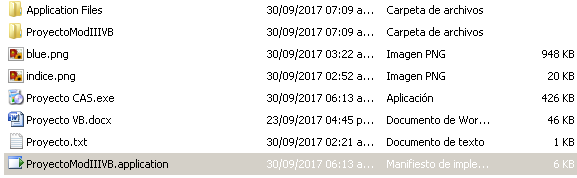 Application Files 30/09/2017 07:09 a... Carpeta de archivos
ProyectoModIIIVB 30/09/2017 07:09 a... Carpeta de archivos
blue.png 30/09/2017 03:22 a... Imagen PNG 948 KB
indice.png 30/09/2017 02:52 a... Imagen PNG 20 KB
Proyecto CAS.exe 30/09/2017 06:13 a... Aplicación 426 KB
Proyecto VB.docx 23/09/2017 04:45 p... Documento de Wor... 46 KB
Proyecto.txt 30/09/2017 02:21 a... Documento de texto 1 KB
ProyectoModIIIVB.application 30/09/2017 06:13 a... Manifiesto de imple... 6 KB